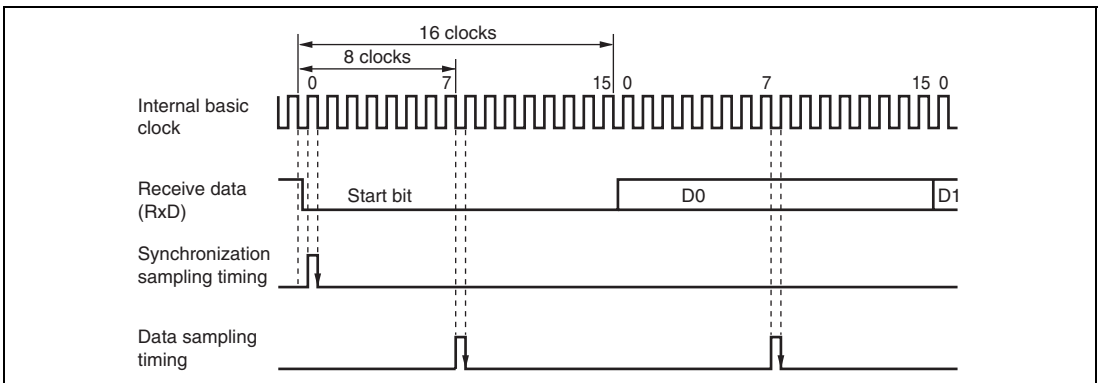 16 clocks
8 clocks
0 7 15 0 7 15 0
Internal basic
clock
Receive data
(RxD)
Start bit D0 D1
Synchronization
sampling timing
Data sampling
timing